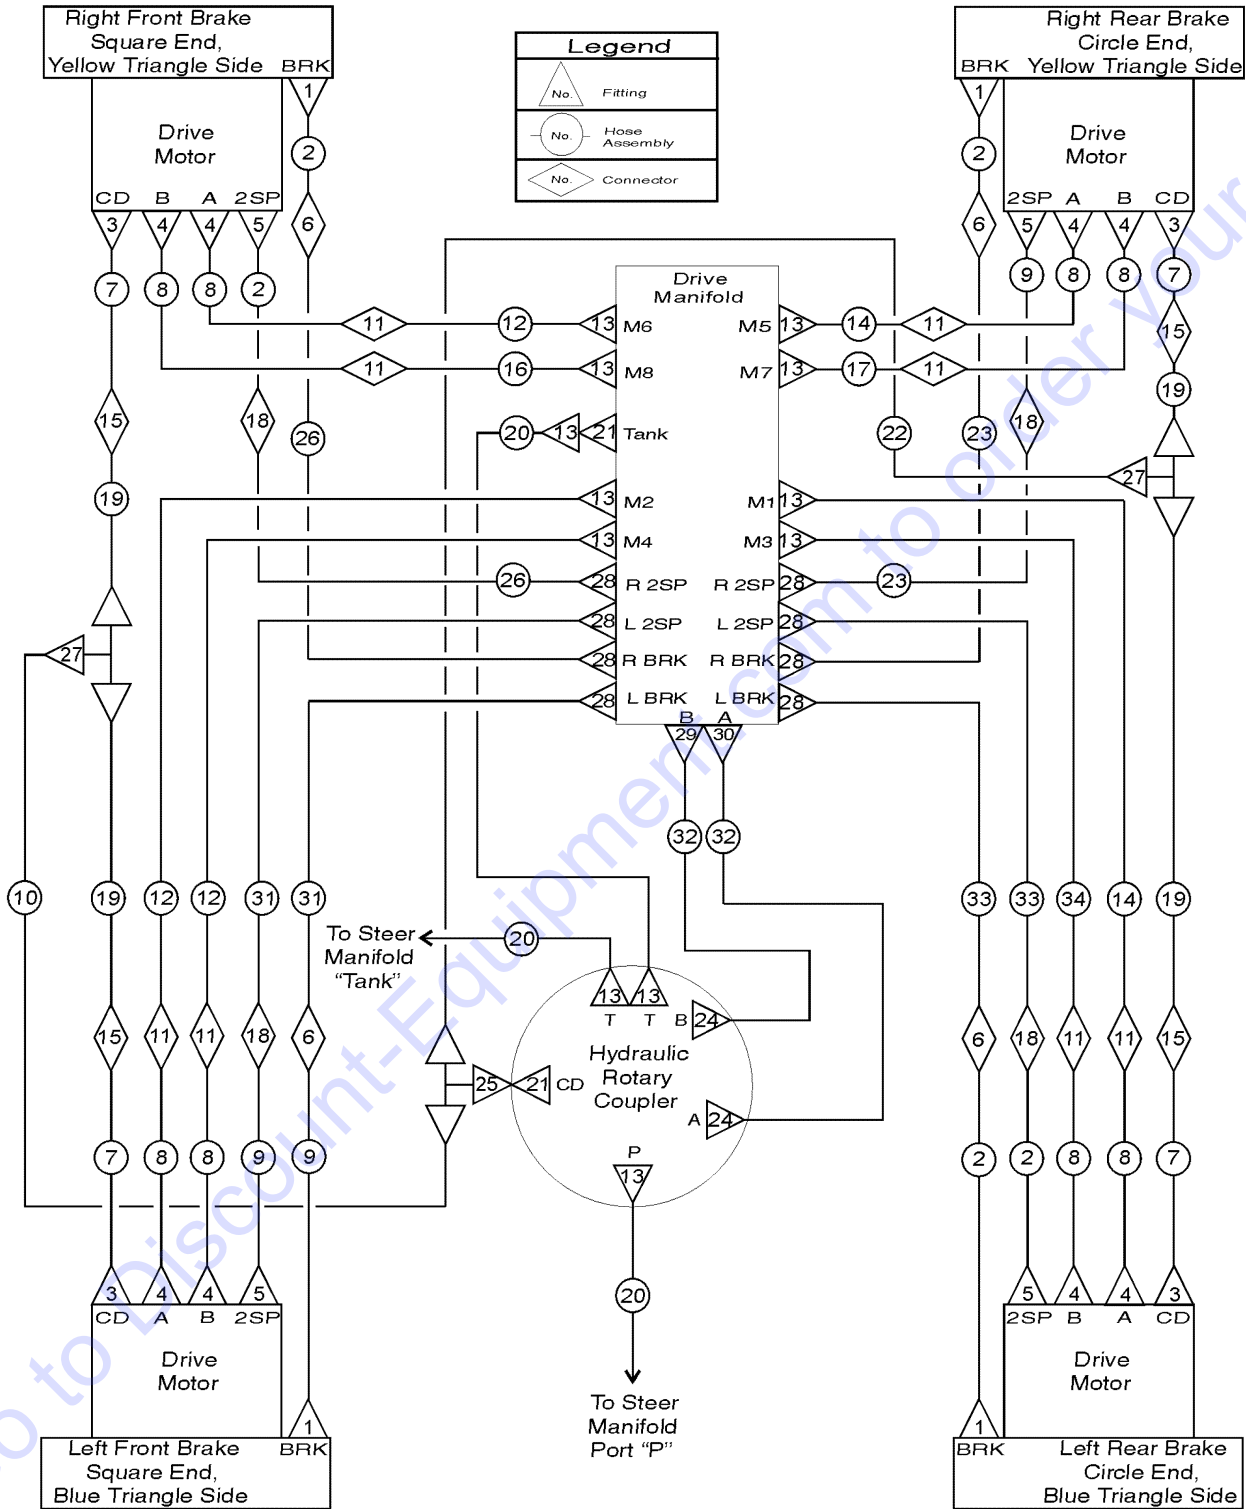 Right Front Brake
Square End,
Yellow Triangle Side BRK
Legend
No. Fitting
No. Hose
Assembly
No. Connector
Right Rear Brake
Circle End,
BRK Yellow Triangle Side
1
2
6
Drive
Motor
CD B A 2SP
3 4 4 5
7 8 8 2
1
2
6
Drive
Motor
2SP A B CD
5 4 4 3
9 8 8 7
Drive
Manifold
11 12 13 M6
M5 13 14 11
15
11 16 13 M8
M7 13 17 11
19
15
18
26
20 13 21 Tank
22
23
18
27
19
13 M2
M1 13
13 M4
M3 13
26 28 R 2SP
R 2SP 28 23
28 L 2SP
L 2SP 28
27
28 R BRK
R BRK 28
28 L BRK
L BRK 28
B A
29 30
32 32
10 19 12 12 31 31
33 33 34 14 19
To Steer
Manifold
"Tank"
20
13 13
T T B 24
15 11 11 18 6
6 18 11 11 15
Hydraulic
Rotary
Coupler
25 21 CD
A 24
P
13
7 8 8 9 9
2 2 8 8 7
20
3 4 4 5
CD A B 2SP
5 4 4 3
2SP B A CD
Drive
Motor
Drive
Motor
To Steer
Manifold
Port "P"
1
1
Left Front Brake BRK
Square End,
Blue Triangle Side
BRK Left Rear Brake
Circle End,
Blue Triangle Side
to to Discount-Equipment.com to order your